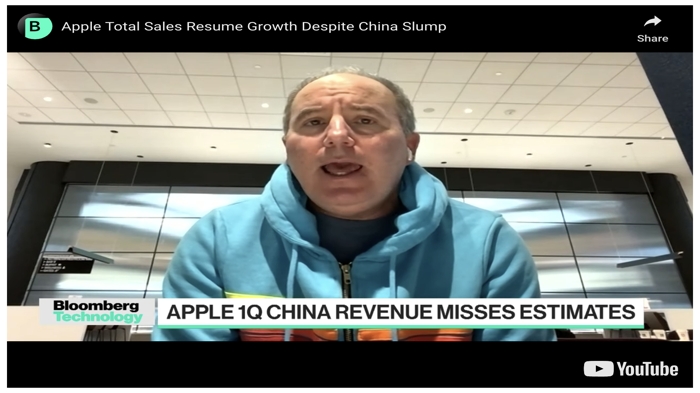 B
Apple Total Sales Resume Growth Despite China Slump
Share
Bloomberg
Technology
APPLE 1Q CHINA REVENUE MISSES ESTIMATES
YouTube